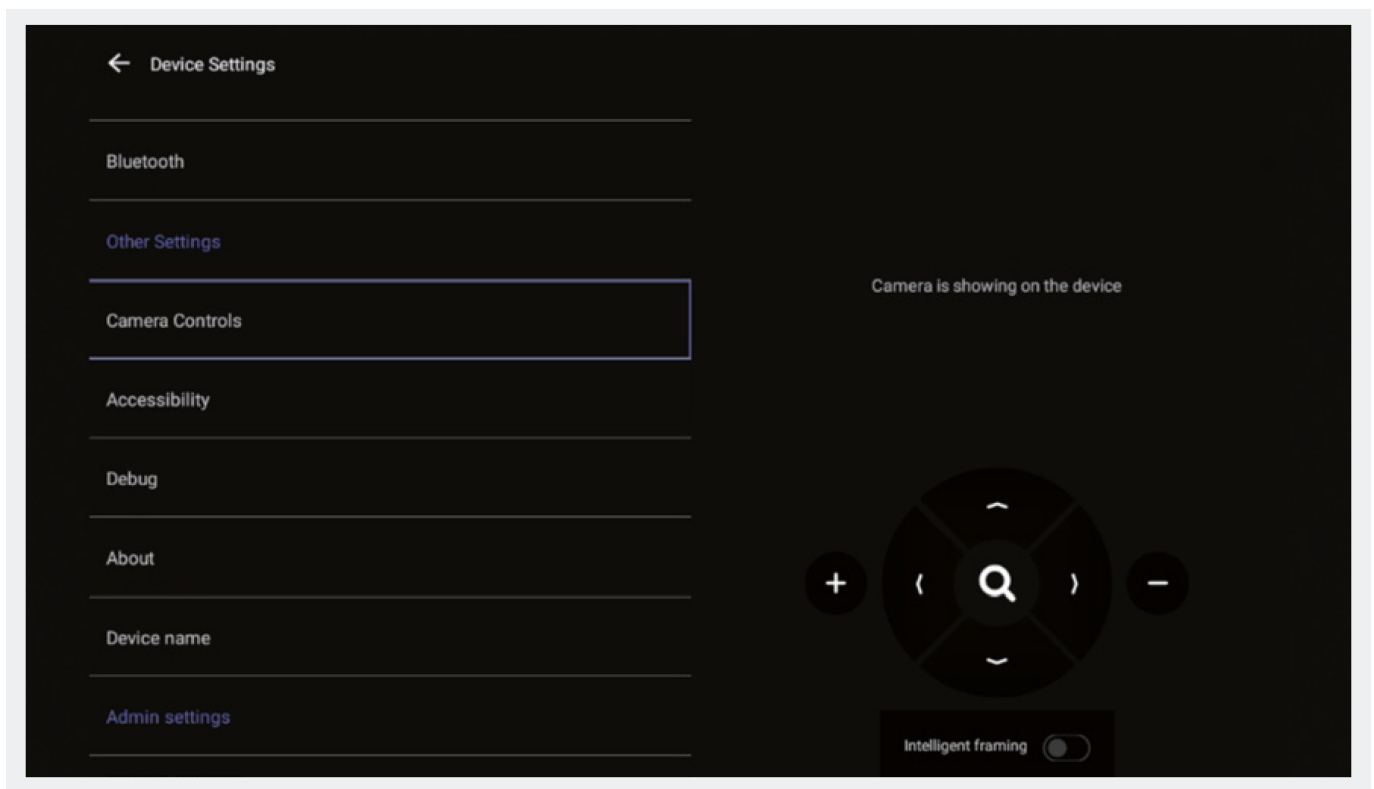 Device Settings
Bluetooth
Other Settings
Camera Controls
Accessibility
Debug
About
Device name
Admin settings
Camera is showing on the device
Intelligent framing